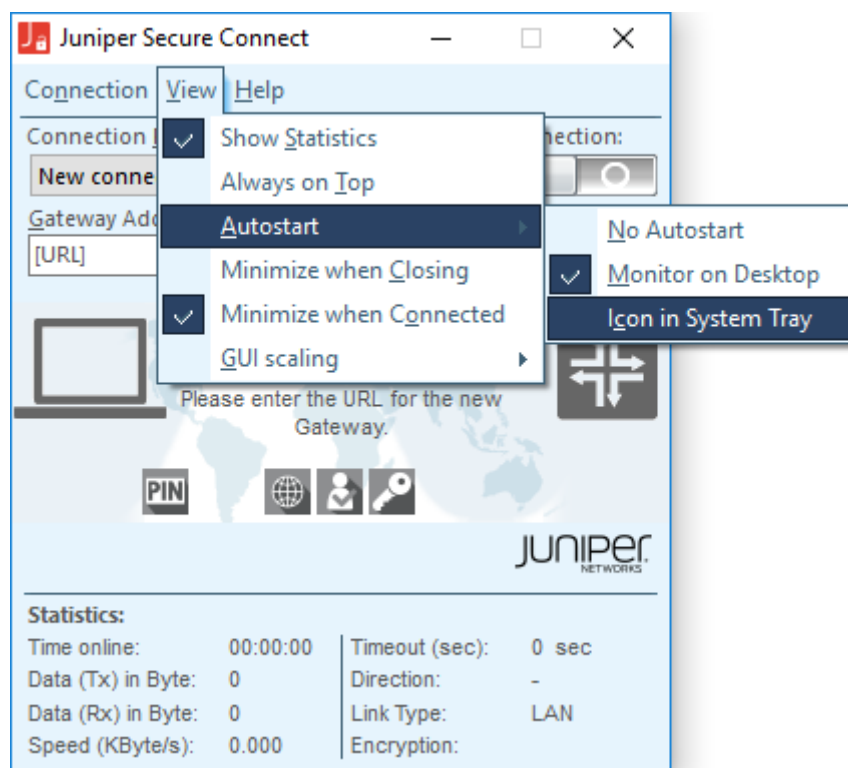 Juniper Secure Connect
Connection View Help
Connection
Show Statistics
nection:
New conne
Always on Top
Gateway Add
Autostart
No Autostart
[URL]
Minimize when Closing
Monitor on Desktop
Minimize when Connected
Icon in System Tray
GUI scaling
Please enter the URL for the new
Gateway.
PIN
JUNIPER
NETWORKS
Statistics:
Time online: 00:00:00 Timeout (sec): 0 sec
Data (Tx) in Byte: 0 Direction: -
Data (Rx) in Byte: 0 Link Type: LAN
Speed (KByte/s): 0.000 Encryption: